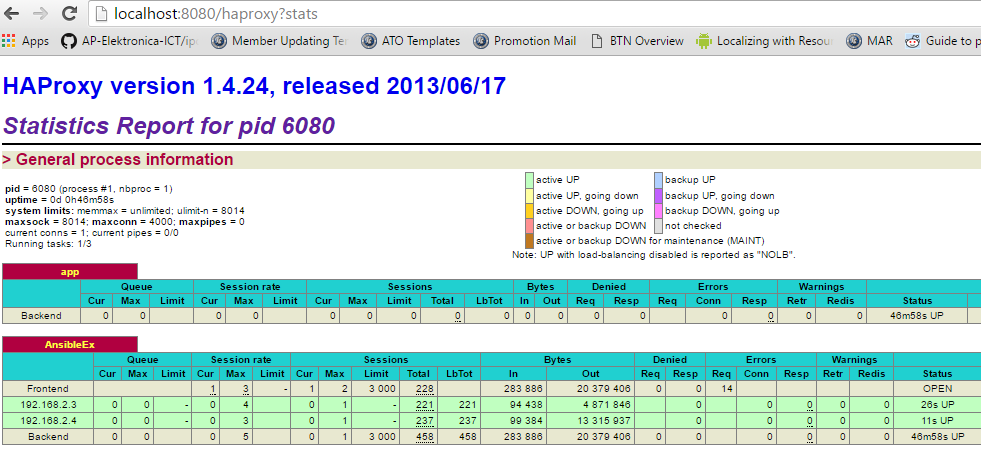 localhost:8080/haproxy?stats
Apps AP-Elektronica-ICT/ip Member Updating Te ATO Templates Promotion Mail BTN Overview Localizing with Resou MAR Guide to p
HAProxy version 1.4.24, released 2013/06/17
Statistics Report for pid 6080
> General process information
pid = 6080 (process #1, nbproc = 1)
uptime = 0d 0h46m58s
system limits: memmax = unlimited; ulimit-n = 8014
maxsock = 8014; maxconn = 4000; maxpipes = 0
current conns = 1; current pipes = 0/0
Running tasks: 1/3
active UP backup UP
active UP, going down backup UP, going down
active DOWN, going up backup DOWN, going up
active or backup DOWN not checked
active or backup DOWN for maintenance (MAINT)
Note: UP with load-balancing disabled is reported as "NOLB".
app
Queue Session rate Sessions Bytes Denied Errors Warnings
Cur Max Limit Cur Max Limit Cur Max Limit Total LbTot In Out Req Resp Req Conn Resp Retr Redis Status
Backend 0 0 0 0 0 0 0 0 0 0 0 0 0 0 0 0 0 46m58s UP
AnsibleEx
Queue Session rate Sessions Bytes Denied Errors Warnings
Cur Max Limit Cur Max Limit Cur Max Limit Total LbTot In Out Req Resp Req Conn Resp Retr Redis Status
Frontend 1 3 - 1 2 3 000 228 283 886 20 379 406 0 0 14 OPEN
192.168.2.3 0 0 - 0 4 0 1 - 221 221 94 438 4 871 846 0 0 0 0 0 26s UP
192.168.2.4 0 0 - 0 3 0 1 - 237 237 99 384 13 315 937 0 0 0 0 0 11s UP
Backend 0 0 0 5 0 1 3 000 458 458 283 886 20 379 406 0 0 0 0 0 0 46m58s UP